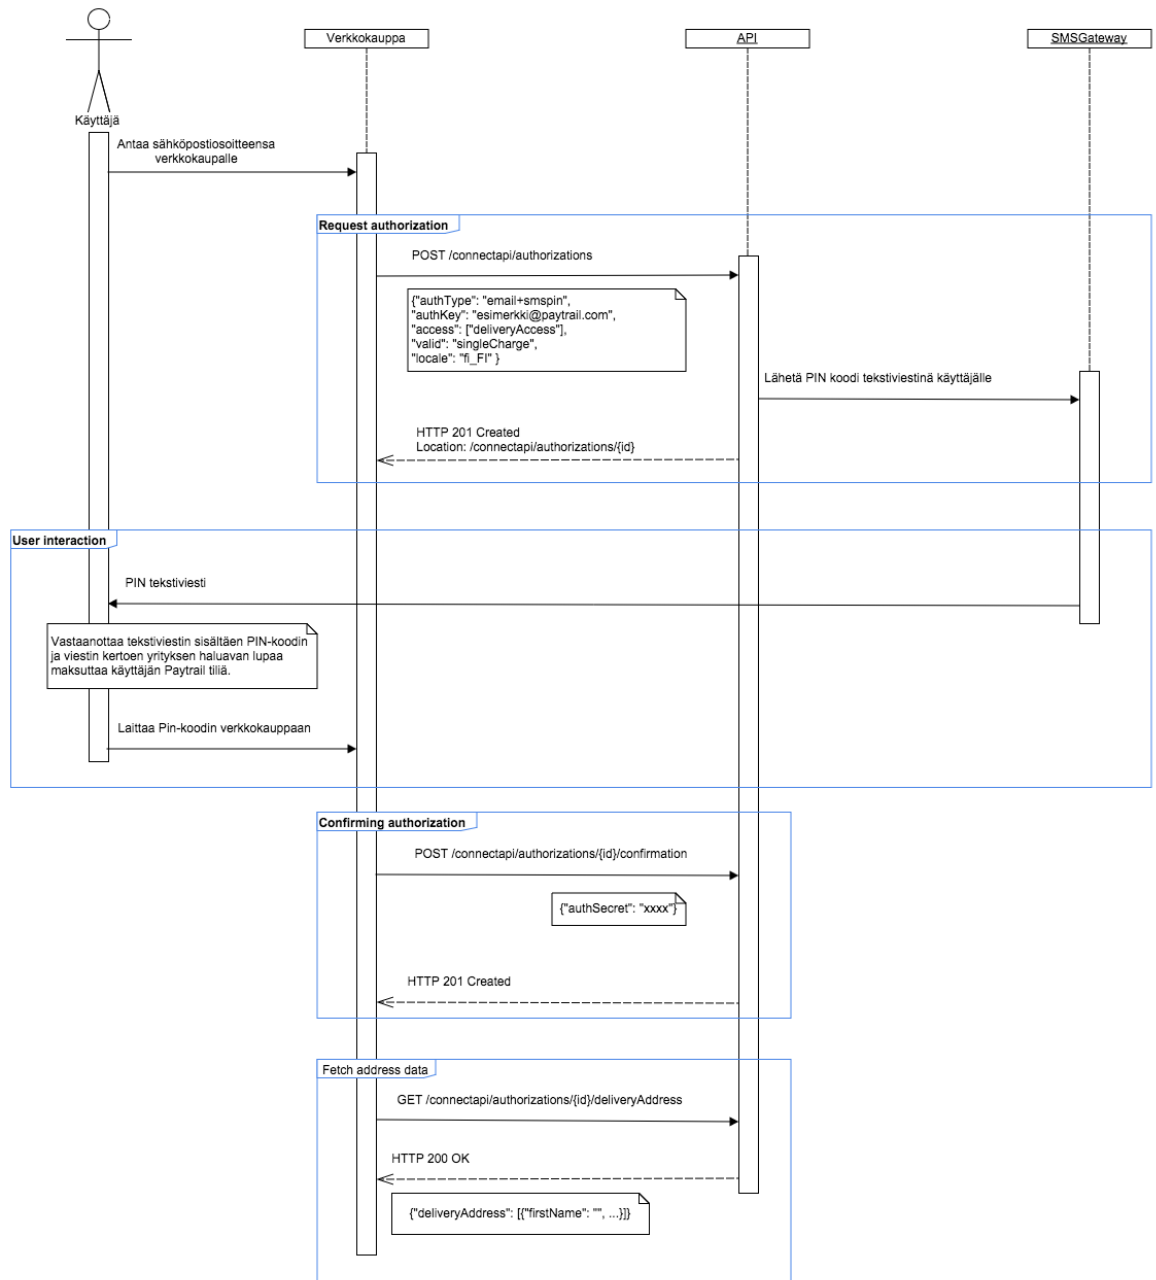 Verkkokauppa
API
SMSGateway
Käyttäjä
Antaa sähköpostiosoitteensa
verkkokaupalle
Request authorization
POST /connectapi/authorizations
{"authType": "email+smspin",
"authKey": "esimerkki@paytrail.com",
"access": ["deliveryAccess"],
"valid": "singleCharge",
"locale": "fi_FI" }
Lähetä PIN koodi tekstiviestinä käyttäjälle
HTTP 201 Created
Location: /connectapi/authorizations/{id}
User interaction
PIN tekstiviesti
Vastaanottaa tekstiviestin sisältäen PIN-koodin
ja viestin kertoen yrityksen haluavan lupaa
maksuttaa käyttäjän Paytrail tiliä.
Laittaa Pin-koodin verkkokauppaan
Confirming authorization
POST /connectapi/authorizations/{id}/confirmation
{"authSecret": "xxxx"}
HTTP 201 Created
Fetch address data
GET /connectapi/authorizations/{id}/deliveryAddress
HTTP 200 OK
{"deliveryAddress": [{"firstName": "", ...}]}